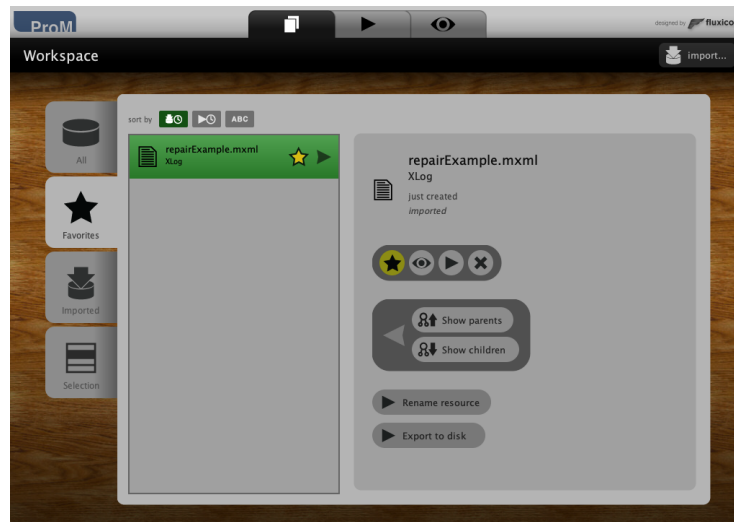 ProM
designed by fluxico
Workspace
import...
sort by ABC
All
repairExample.mxml
XLog
repairExample.mxml
XLog
just created
imported
Favorites
Imported
Show parents
Show children
Selection
Rename resource
Export to disk